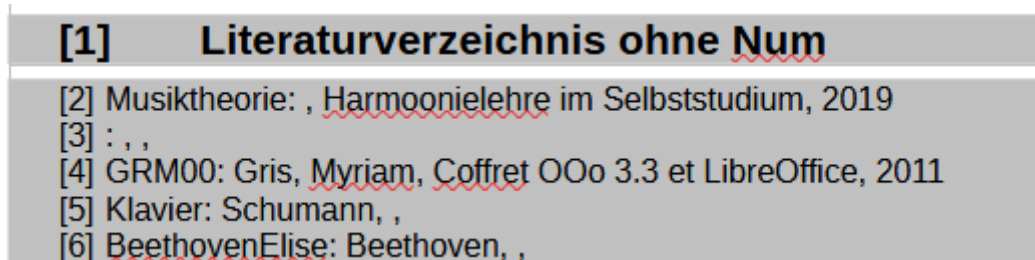 [1] Literaturverzeichnis ohne Num
[2] Musiktheorie: , Harmoonielehre im Selbststudium, 2019
[3] : , ,
[4] GRM00: Gris, Myriam, Coffret OOo 3.3 et LibreOffice, 2011
[5] Klavier: Schumann, ,
[6] BeethovenElise: Beethoven, ,